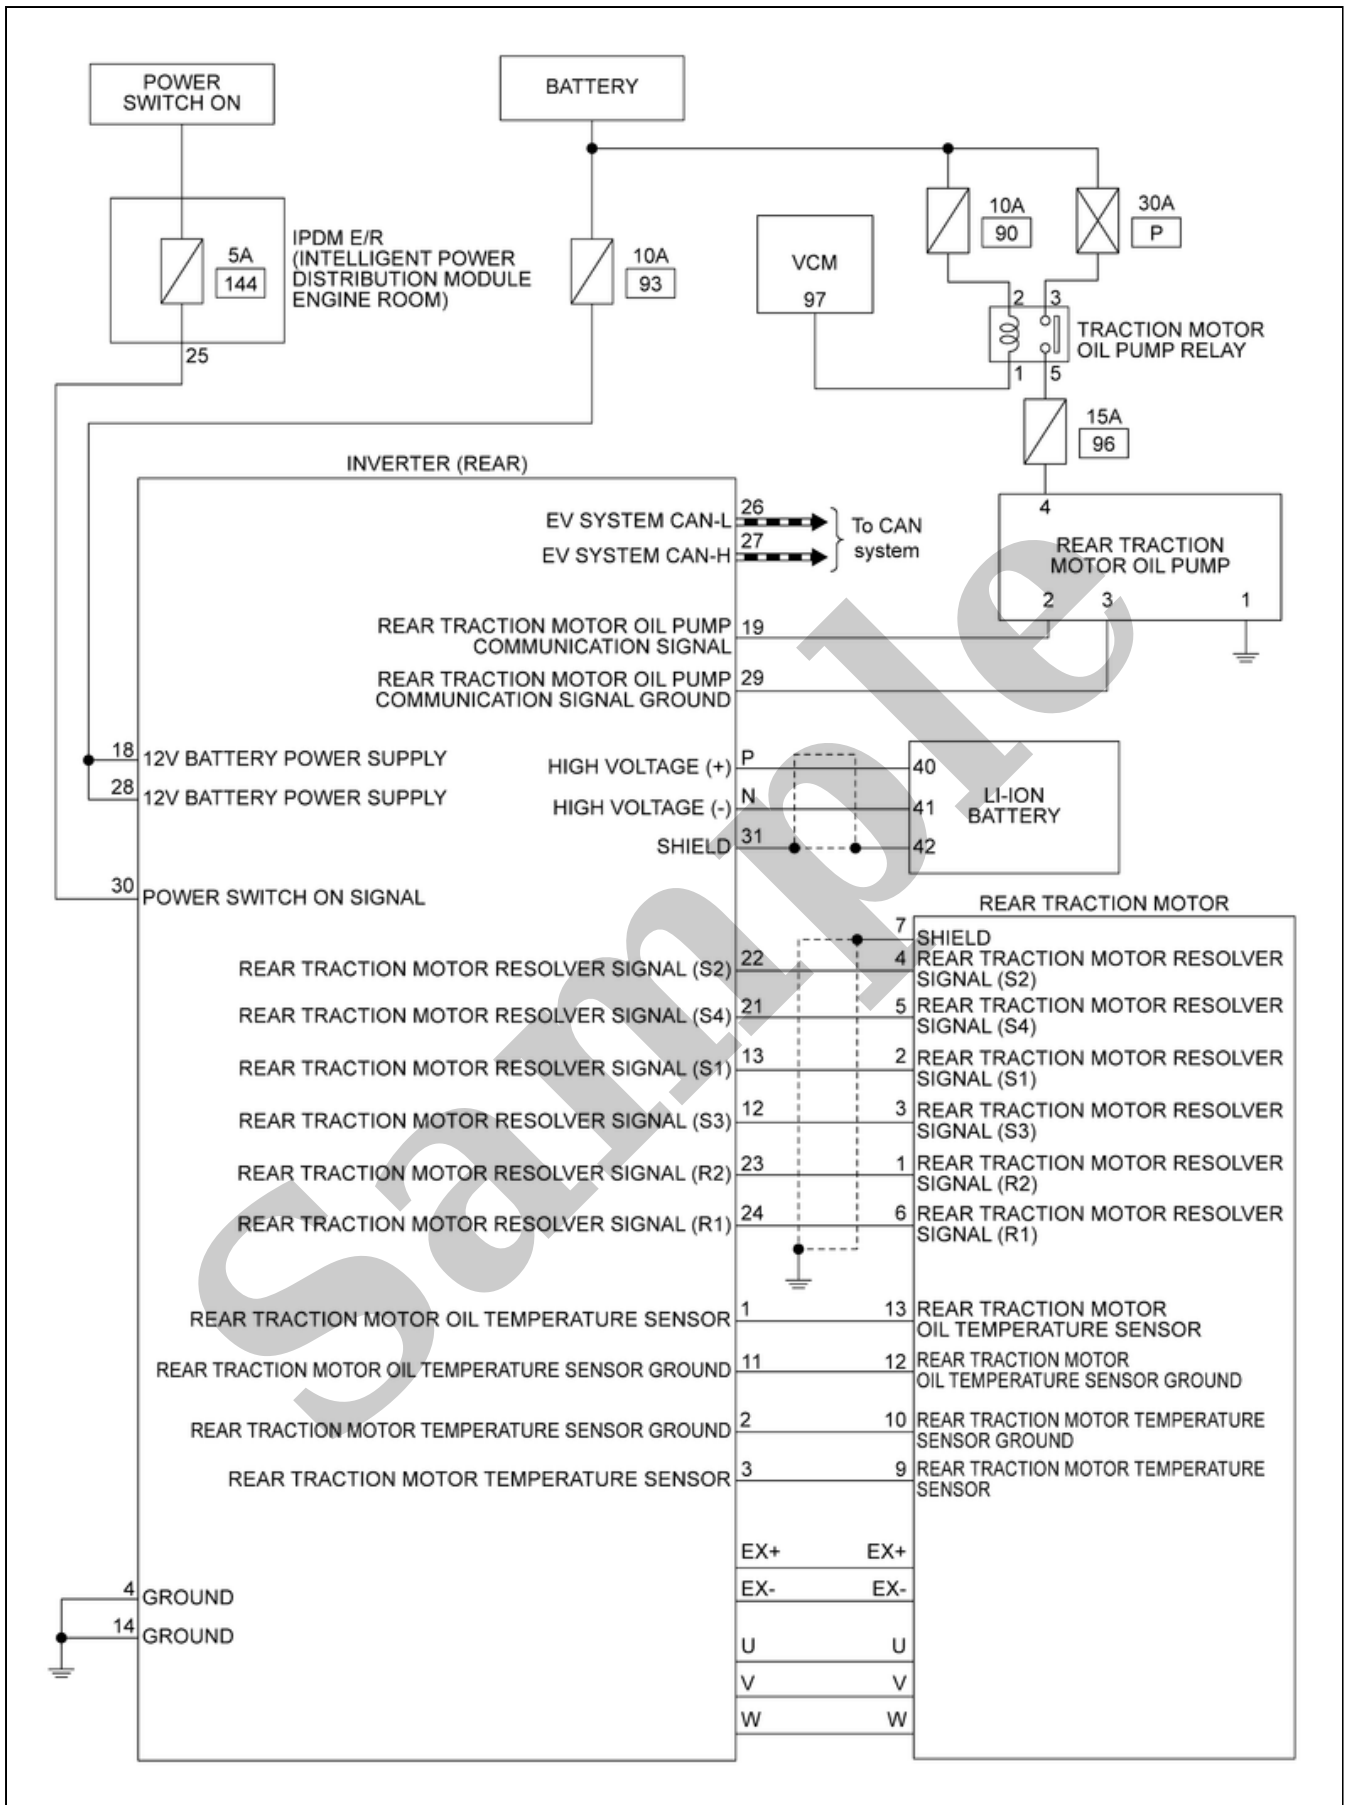 POWER
SWITCH ON
BATTERY
5A
144
IPDM E/R
(INTELLIGENT POWER
DISTRIBUTION MODULE
ENGINE ROOM)
25
10A
93
VCM
97
10A
90
30A
P
2 3
TRACTION MOTOR
OIL PUMP RELAY
1 5
15A
96
INVERTER (REAR)
EV SYSTEM CAN-L 26
EV SYSTEM CAN-H 27
To CAN
system
4
REAR TRACTION
MOTOR OIL PUMP
2 3 1
REAR TRACTION MOTOR OIL PUMP
COMMUNICATION SIGNAL 19
REAR TRACTION MOTOR OIL PUMP
COMMUNICATION SIGNAL GROUND 29
18 12V BATTERY POWER SUPPLY
28 12V BATTERY POWER SUPPLY
30 POWER SWITCH ON SIGNAL
HIGH VOLTAGE (+) P 40
HIGH VOLTAGE (-) N 41
SHIELD 31 42
LI-ION
BATTERY
REAR TRACTION MOTOR
7 SHIELD
REAR TRACTION MOTOR RESOLVER SIGNAL (S2) 22
4 REAR TRACTION MOTOR RESOLVER
SIGNAL (S2)
REAR TRACTION MOTOR RESOLVER SIGNAL (S4) 21
5 REAR TRACTION MOTOR RESOLVER
SIGNAL (S4)
REAR TRACTION MOTOR RESOLVER SIGNAL (S1) 13
2 REAR TRACTION MOTOR RESOLVER
SIGNAL (S1)
REAR TRACTION MOTOR RESOLVER SIGNAL (S3) 12
3 REAR TRACTION MOTOR RESOLVER
SIGNAL (S3)
REAR TRACTION MOTOR RESOLVER SIGNAL (R2) 23
1 REAR TRACTION MOTOR RESOLVER
SIGNAL (R2)
REAR TRACTION MOTOR RESOLVER SIGNAL (R1) 24
6 REAR TRACTION MOTOR RESOLVER
SIGNAL (R1)
REAR TRACTION MOTOR OIL TEMPERATURE SENSOR 1
13 REAR TRACTION MOTOR
OIL TEMPERATURE SENSOR
REAR TRACTION MOTOR OIL TEMPERATURE SENSOR GROUND 11
12 REAR TRACTION MOTOR
OIL TEMPERATURE SENSOR GROUND
REAR TRACTION MOTOR TEMPERATURE SENSOR GROUND 2
10 REAR TRACTION MOTOR TEMPERATURE
SENSOR GROUND
REAR TRACTION MOTOR TEMPERATURE SENSOR 3
9 REAR TRACTION MOTOR TEMPERATURE
SENSOR
EX+ EX+
EX- EX-
4 GROUND
14 GROUND
U U
V V
W W
Sample